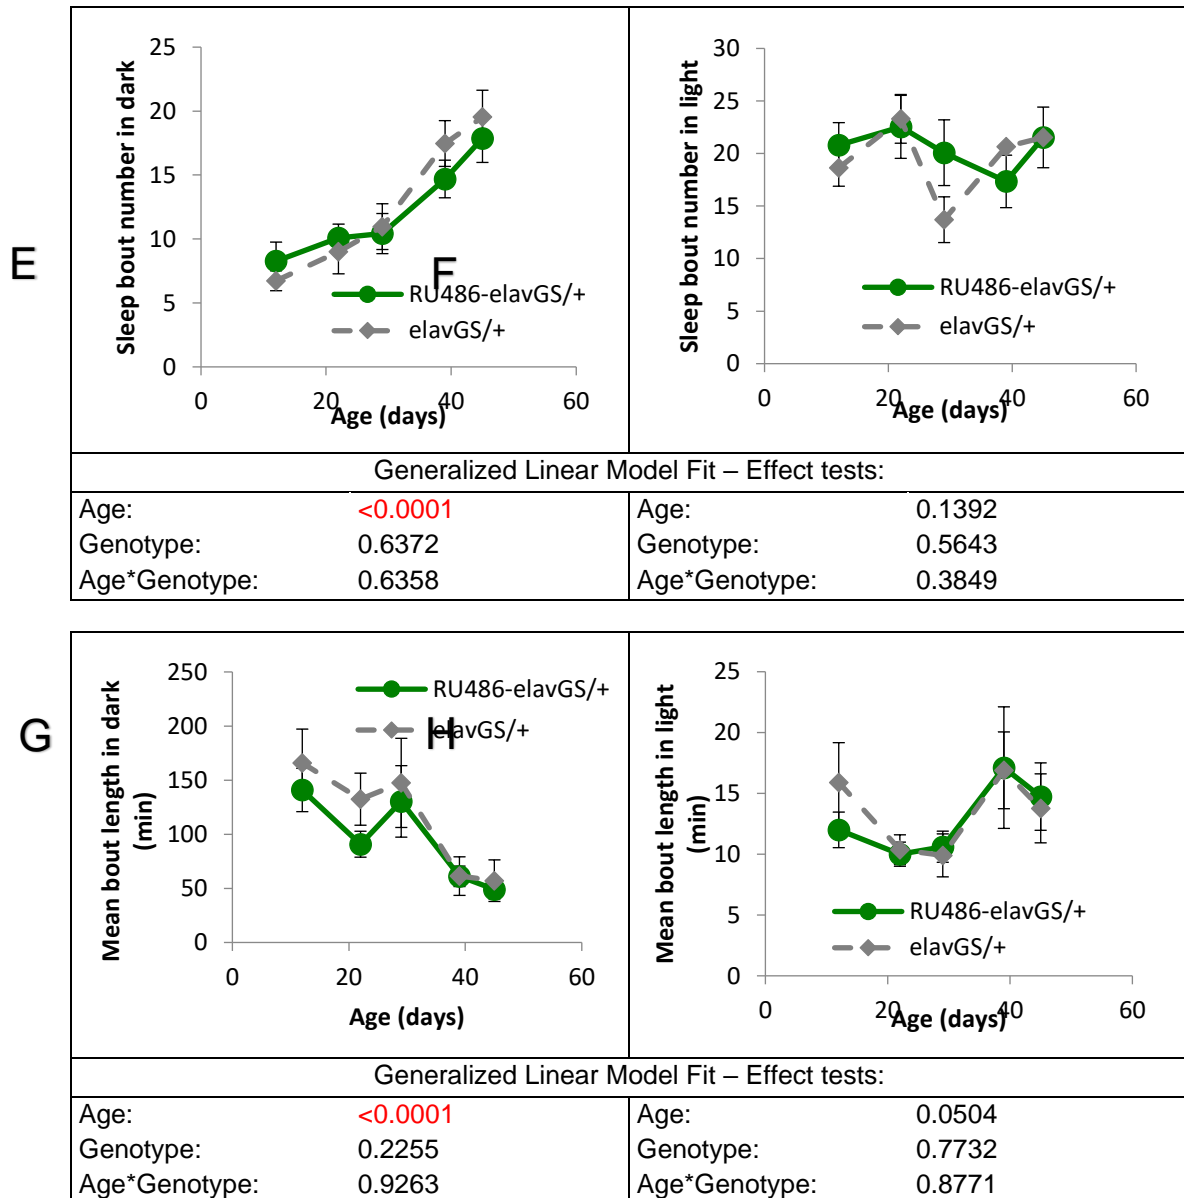 E
25
20
15
10
5
0
Sleep bout number in dark
0 20 40 60
Age (days)
F
RU486-elavGS/+
elavGS/+
30
25
20
15
10
5
0
Sleep bout number in light
0 20 40 60
Age (days)
RU486-elavGS/+
elavGS/+
Generalized Linear Model Fit – Effect tests:
Age: <0.0001
Genotype: 0.6372
Age*Genotype: 0.6358
Age: 0.1392
Genotype: 0.5643
Age*Genotype: 0.3849
G
250
200
150
100
50
0
Mean bout length in dark
(min)
0 20 40 60
Age (days)
RU486-elavGS/+
elavGS/+
H
25
20
15
10
5
0
Mean bout length in light
(min)
0 20 40 60
Age (days)
RU486-elavGS/+
elavGS/+
Generalized Linear Model Fit – Effect tests:
Age: <0.0001
Genotype: 0.2255
Age*Genotype: 0.9263
Age: 0.0504
Genotype: 0.7732
Age*Genotype: 0.8771